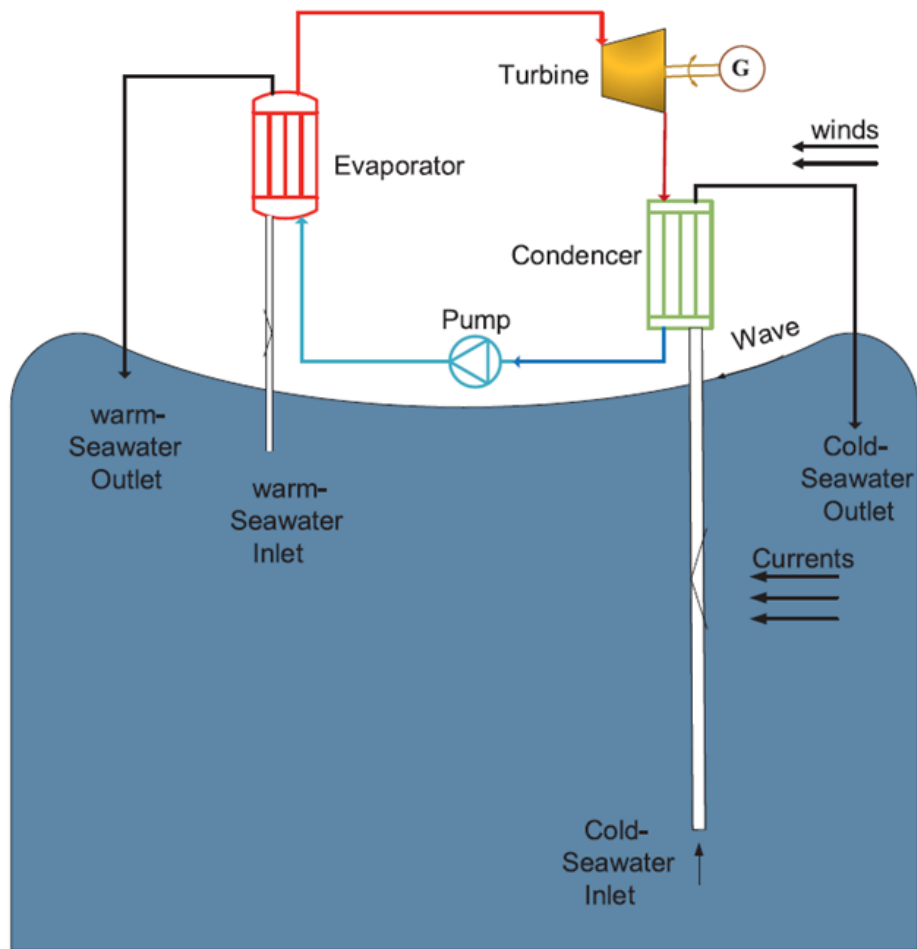 Turbine
G
winds
Evaporator
Condencer
Pump
Wave
warm-
Seawater
Outlet
warm-
Seawater
Inlet
Cold-
Seawater
Outlet
Currents
Cold-
Seawater
Inlet